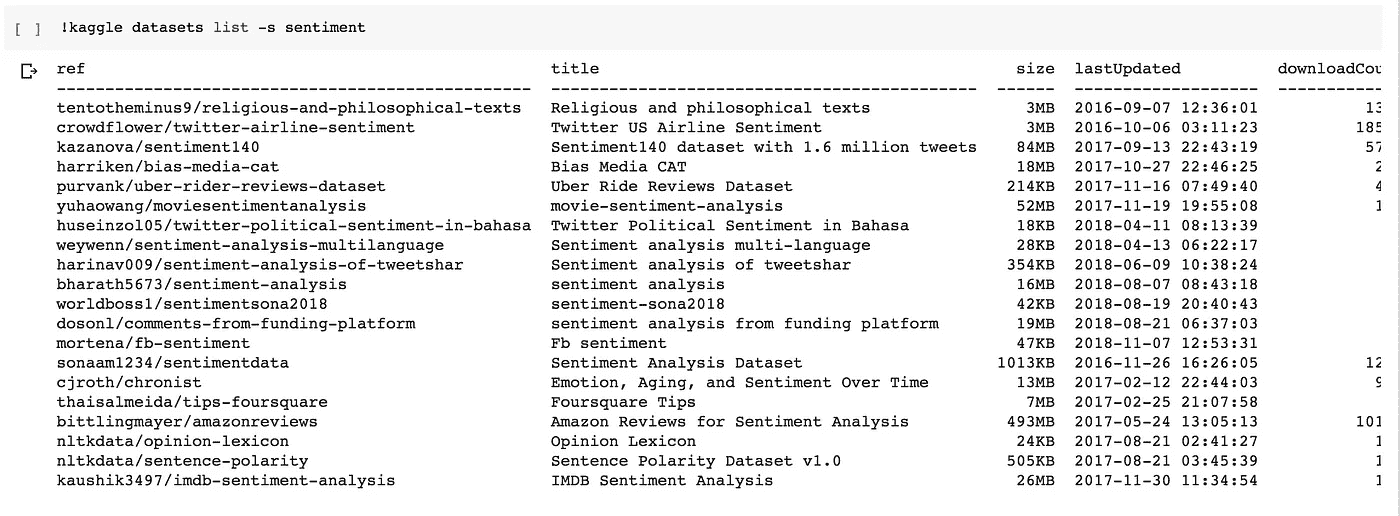 [ ] !kaggle datasets list -s sentiment
ref title size lastUpdated downloadCou
------------------------------------------------ -------------------------------------------- ------ ------------------- -----------
tentotheminus9/religious-and-philosophical-texts Religious and philosophical texts 3MB 2016-09-07 12:36:01 13
crowdflower/twitter-airline-sentiment Twitter US Airline Sentiment 3MB 2016-10-06 03:11:23 185
kazanova/sentiment140 Sentiment140 dataset with 1.6 million tweets 84MB 2017-09-13 22:43:19 57
harriken/bias-media-cat Bias Media CAT 18MB 2017-10-27 22:46:25 2
purvank/uber-rider-reviews-dataset Uber Ride Reviews Dataset 214KB 2017-11-16 07:49:40 4
yuhaowang/moviesentimentanalysis movie-sentiment-analysis 52MB 2017-11-19 19:55:08 1
huseinzol05/twitter-political-sentiment-in-bahasa Twitter Political Sentiment in Bahasa 18KB 2018-04-11 08:13:39
weywenn/sentiment-analysis-multilanguage Sentiment analysis multi-language 28KB 2018-04-13 06:22:17
harinav009/sentiment-analysis-of-tweetshar Sentiment analysis of tweetshar 354KB 2018-06-09 10:38:24
bharath5673/sentiment-analysis sentiment analysis 16MB 2018-08-07 08:43:18
worldboss1/sentimentsona2018 sentiment-sona2018 42KB 2018-08-19 20:40:43
dosonl/comments-from-funding-platform sentiment analysis from funding platform 19MB 2018-08-21 06:37:03
mortena/fb-sentiment Fb sentiment 47KB 2018-11-07 12:53:31
sonaam1234/sentimentdata Sentiment Analysis Dataset 1013KB 2016-11-26 16:26:05 12
cjroth/chronist Emotion, Aging, and Sentiment Over Time 13MB 2017-02-12 22:44:03 9
thaisalmeida/tips-foursquare Foursquare Tips 7MB 2017-02-25 21:07:58
bittlingmayer/amazonreviews Amazon Reviews for Sentiment Analysis 493MB 2017-05-24 13:05:13 101
nltkdata/opinion-lexicon Opinion Lexicon 24KB 2017-08-21 02:41:27 1
nltkdata/sentence-polarity Sentence Polarity Dataset v1.0 505KB 2017-08-21 03:45:39 1
kaushik3497/imdb-sentiment-analysis IMDB Sentiment Analysis 26MB 2017-11-30 11:34:54 1